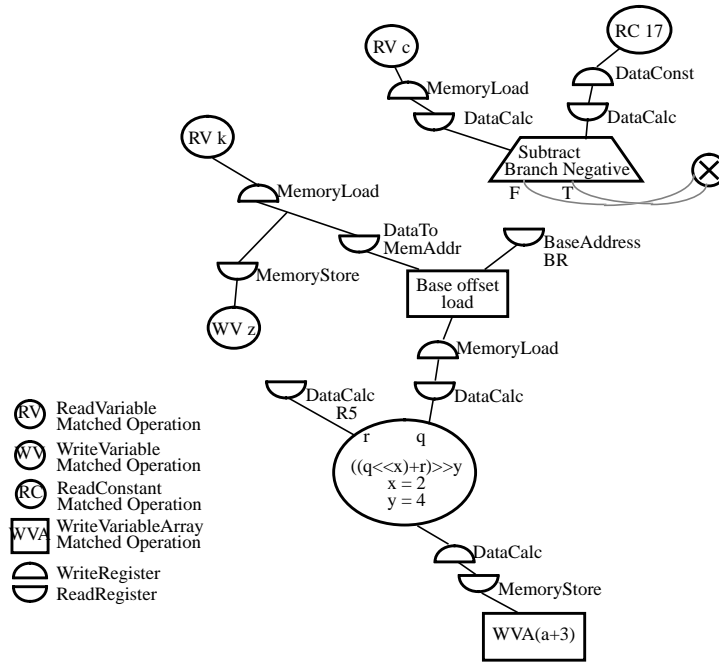 RC 17
RV c
DataConst
MemoryLoad
DataCalc
DataCalc
RV k
Subtract
Branch Negative
F
T
MemoryLoad
DataTo
MemAddr
BaseAddress
BR
MemoryStore
Base offset
load
WV z
MemoryLoad
DataCalc
R5
DataCalc
r
q
((q<<x)+r)>>y
x = 2
y = 4
RV
ReadVariable
Matched Operation
WV
WriteVariable
Matched Operation
RC
ReadConstant
Matched Operation
WVA
WriteVariableArray
Matched Operation
WriteRegister
ReadRegister
DataCalc
MemoryStore
WVA(a+3)